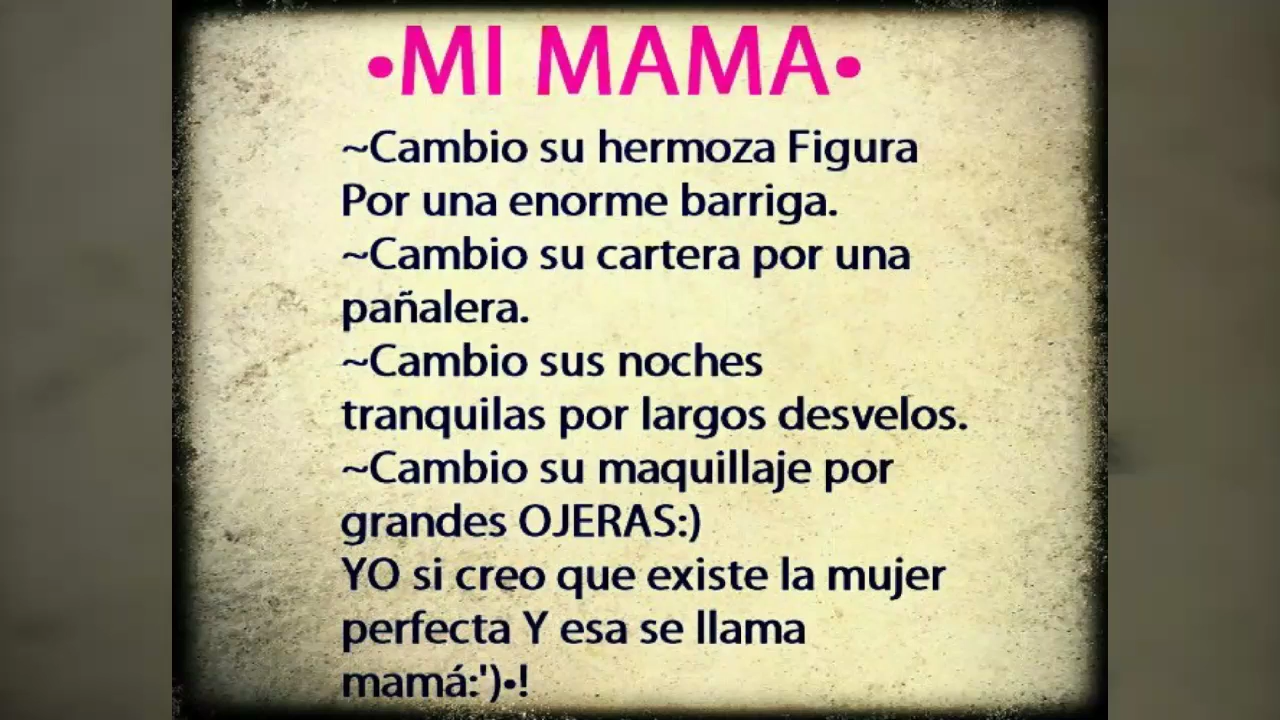 •MI MAMA•
~Cambio su hermoza Figura
Por una enorme barriga.
~Cambio su cartera por una
pañalera.
~Cambio sus noches
tranquilas por largos desvelos.
~Cambio su maquillaje por
grandes OJERAS:)
YO si creo que existe la mujer
perfecta Y esa se llama
mamá:')•!